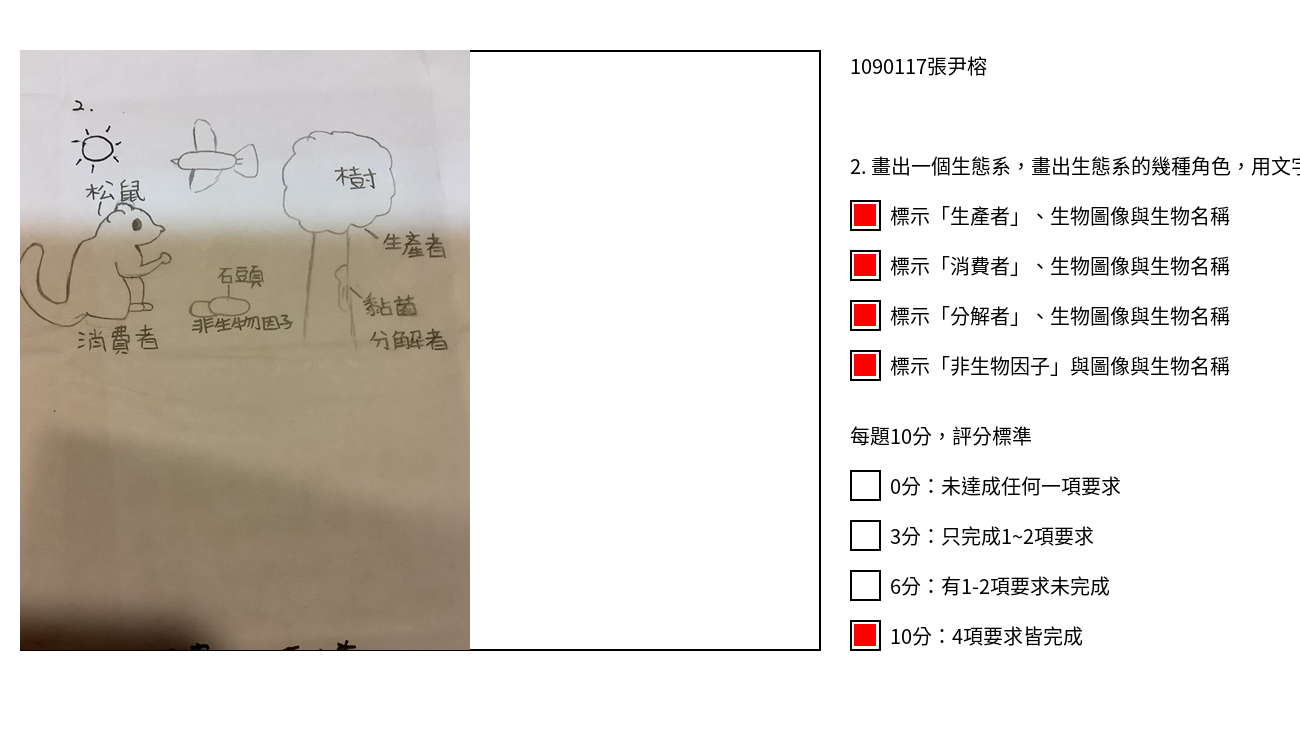 2.
松鼠
樹
生產者
石頭
黏菌
非生物因子
消費者
分解者
1090117張尹榕
2. 畫出一個生態系，畫出生態系的幾種角色，用文字
標示「生產者」、生物圖像與生物名稱
標示「消費者」、生物圖像與生物名稱
標示「分解者」、生物圖像與生物名稱
標示「非生物因子」與圖像與生物名稱
每題10分，評分標準
0分：未達成任何一項要求
3分：只完成1~2項要求
6分：有1-2項要求未完成
10分：4項要求皆完成